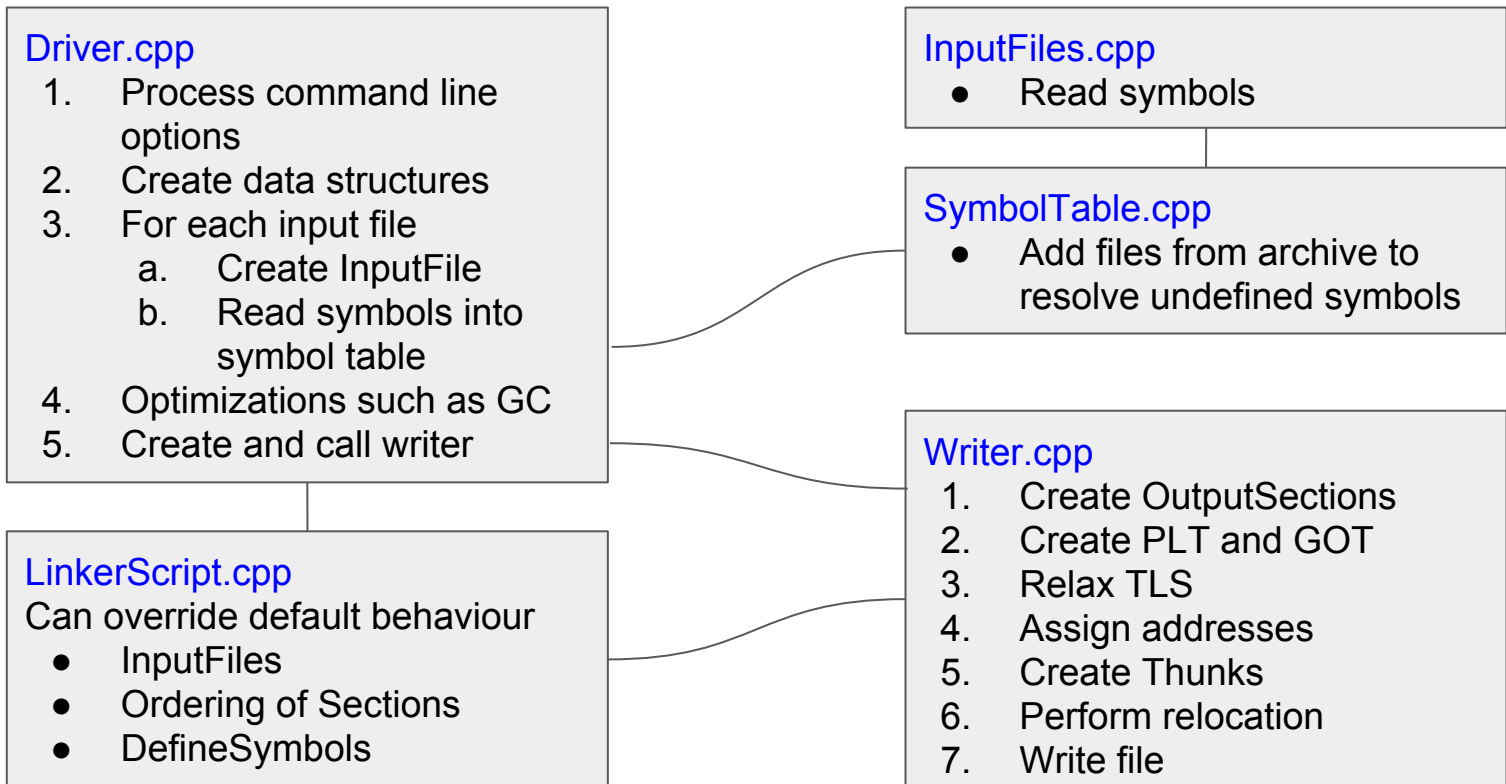 Driver.cpp
1. Process command line
options
2. Create data structures
3. For each input file
a. Create InputFile
b. Read symbols into
symbol table
4. Optimizations such as GC
5. Create and call writer
LinkerScript.cpp
Can override default behaviour
● InputFiles
● Ordering of Sections
● DefineSymbols
InputFiles.cpp
● Read symbols
SymbolTable.cpp
● Add files from archive to
resolve undefined symbols
Writer.cpp
1. Create OutputSections
2. Create PLT and GOT
3. Relax TLS
4. Assign addresses
5. Create Thunks
6. Perform relocation
7. Write file